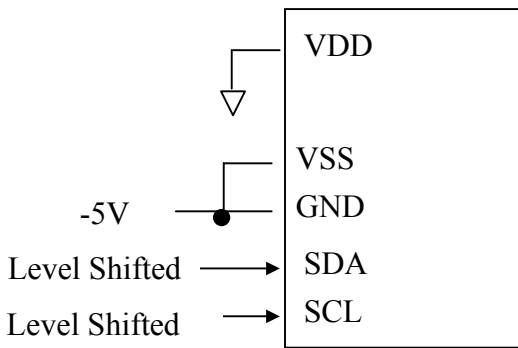 VDD
VSS
-5V GND
Level Shifted SDA
Level Shifted SCL